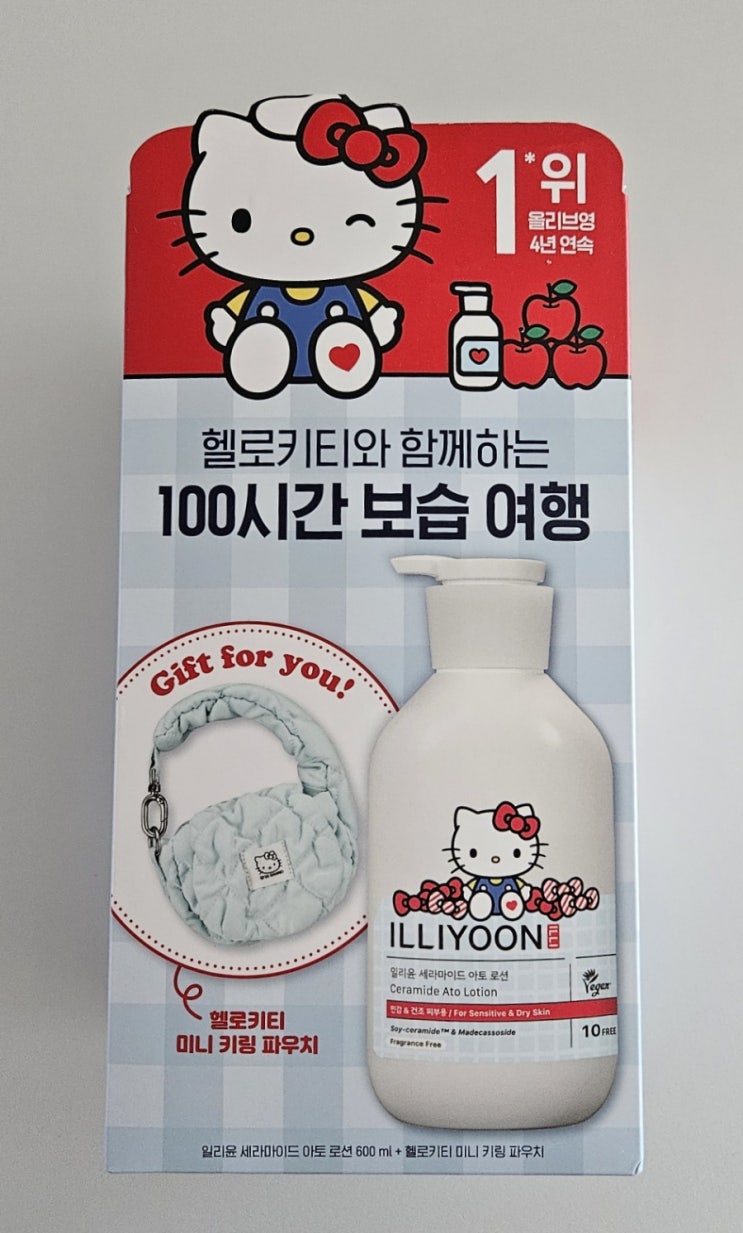 1*위
올리브영
4년 연속
헬로키티와 함께하는
100시간 보습 여행
Gift for you!
ILLIYOON ILLI
일리윤 세라마이드 아토 로션
Ceramide Ato Lotion
Vegan
민감 & 건조 피부용 / For Sensitive & Dry Skin
Soy-ceramide™ & Madecassoside
Fragrance Free
10 FREE
헬로키티
미니 키링 파우치
일리윤 세라마이드 아토 로션 600 ml + 헬로키티 미니 키링 파우치